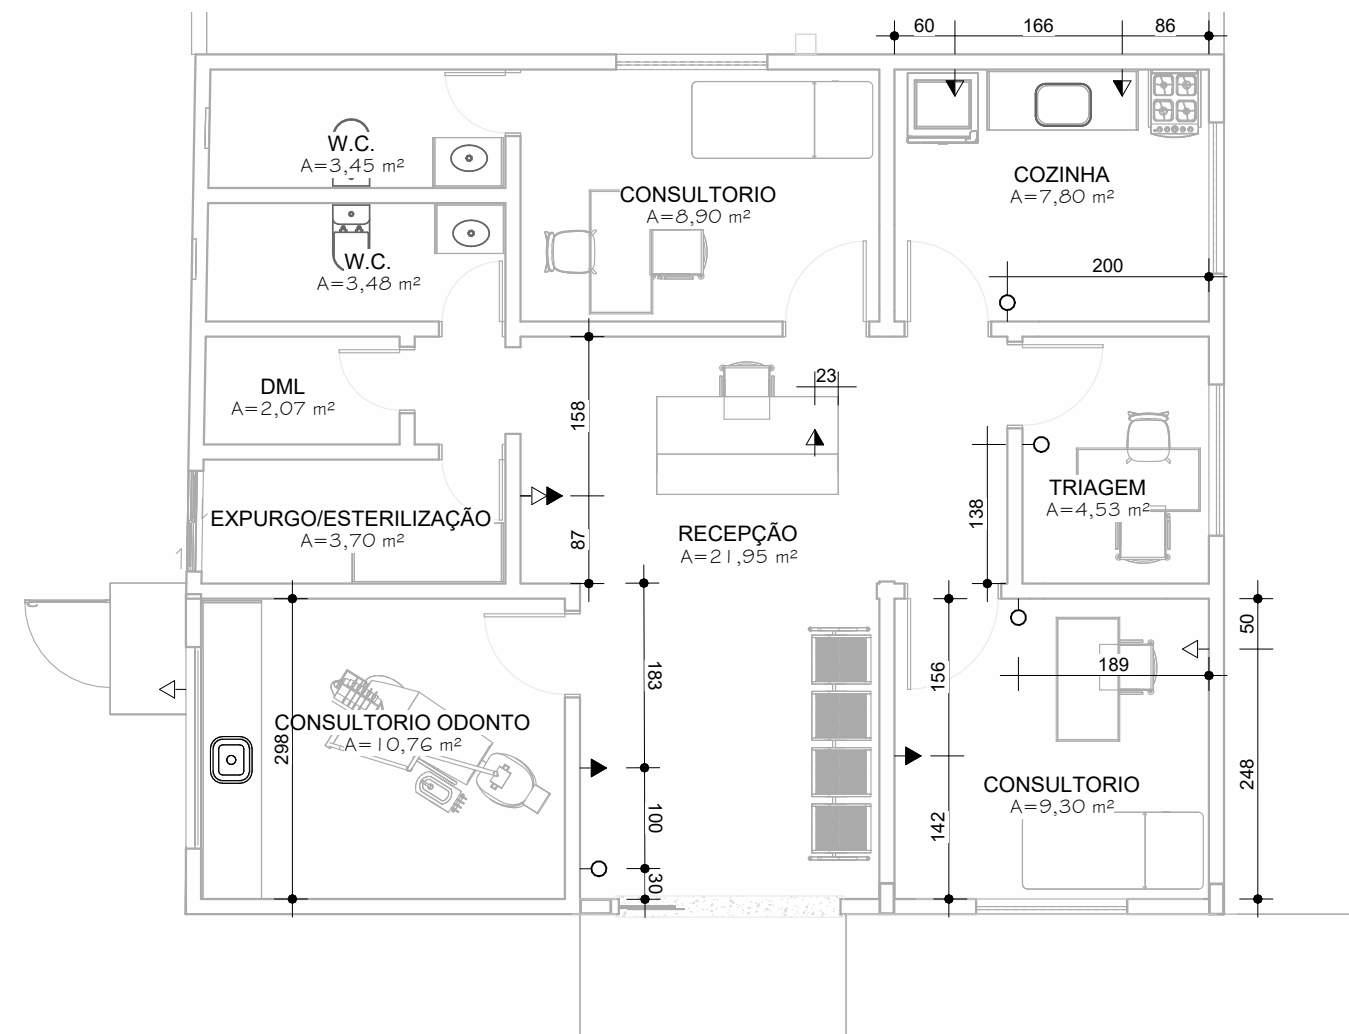 60
166
86
W.C.
A=3,45 m²
CONSULTORIO
A=8,90 m²
COZINHA
A=7,80 m²
W.C.
A=3,48 m²
200
DML
A=2,07 m²
158
23
EXPURGO/ESTERILIZAÇÃO
A=3,70 m²
87
RECEPÇÃO
A=21,95 m²
138
TRIAGEM
A=4,53 m²
1
50
183
156
189
CONSULTORIO ODONTO
A=10,76 m²
298
CONSULTORIO
A=9,30 m²
248
100
142
30